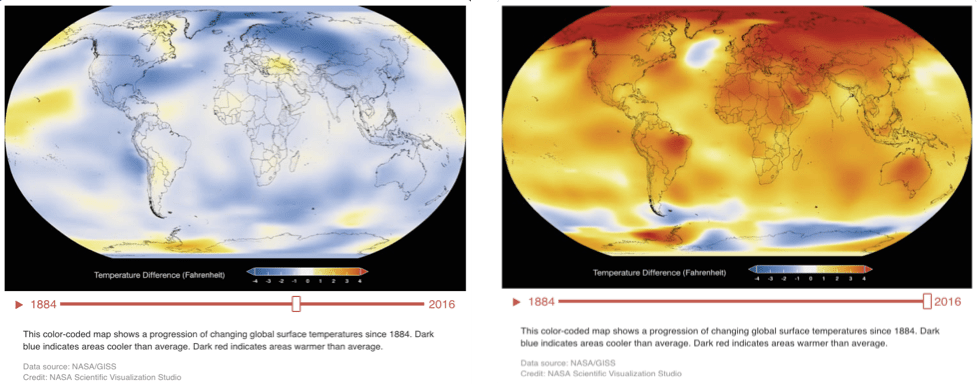 Temperature Difference (Fahrenheit)
-4 -3 -2 -1 0 1 2 3 4
1884 2016
This color-coded map shows a progression of changing global surface temperatures since 1884. Dark
blue indicates areas cooler than average. Dark red indicates areas warmer than average.
Data source: NASA/GISS
Credit: NASA Scientific Visualization Studio
Temperature Difference (Fahrenheit)
-4 -3 -2 -1 0 1 2 3 4
1884 2016
This color-coded map shows a progression of changing global surface temperatures since 1884. Dark
blue indicates areas cooler than average. Dark red indicates areas warmer than average.
Data source: NASA/GISS
Credit: NASA Scientific Visualization Studio